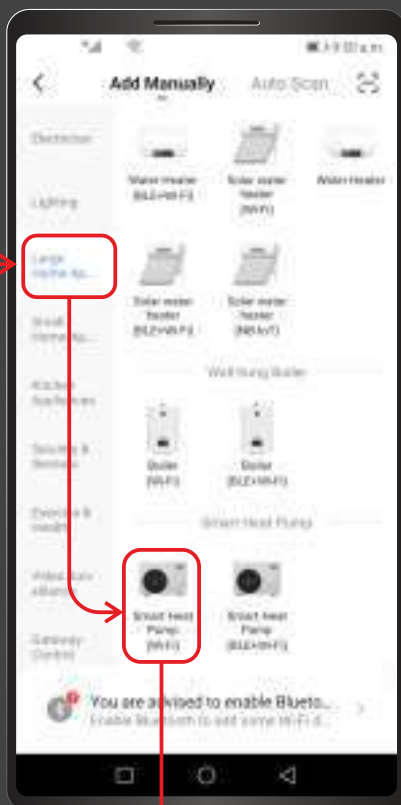 Add Manually Auto Scan
Electrician
Lighting
Large
Home Ap...
Small
Home Ap...
Kitchen
Appliances
Security &
Exercise &
Health
Gateway
Control
Water Heater
(BLE+Wi-Fi)
Solar water
heater
(Wi-Fi)
Water Heater
Solar water
heater
(BLE+Wi-Fi)
Solar water
heater
(NB-IoT)
Wall-hung Boiler
Boiler
(Wi-Fi)
Boiler
(BLE+Wi-Fi)
Smart Heat Pump
Smart Heat
Pump
(Wi-Fi)
Smart Heat
Pump
(BLE+Wi-Fi)
You are advised to enable Blueto...
Enable Bluetooth to add some Wi-Fi d...